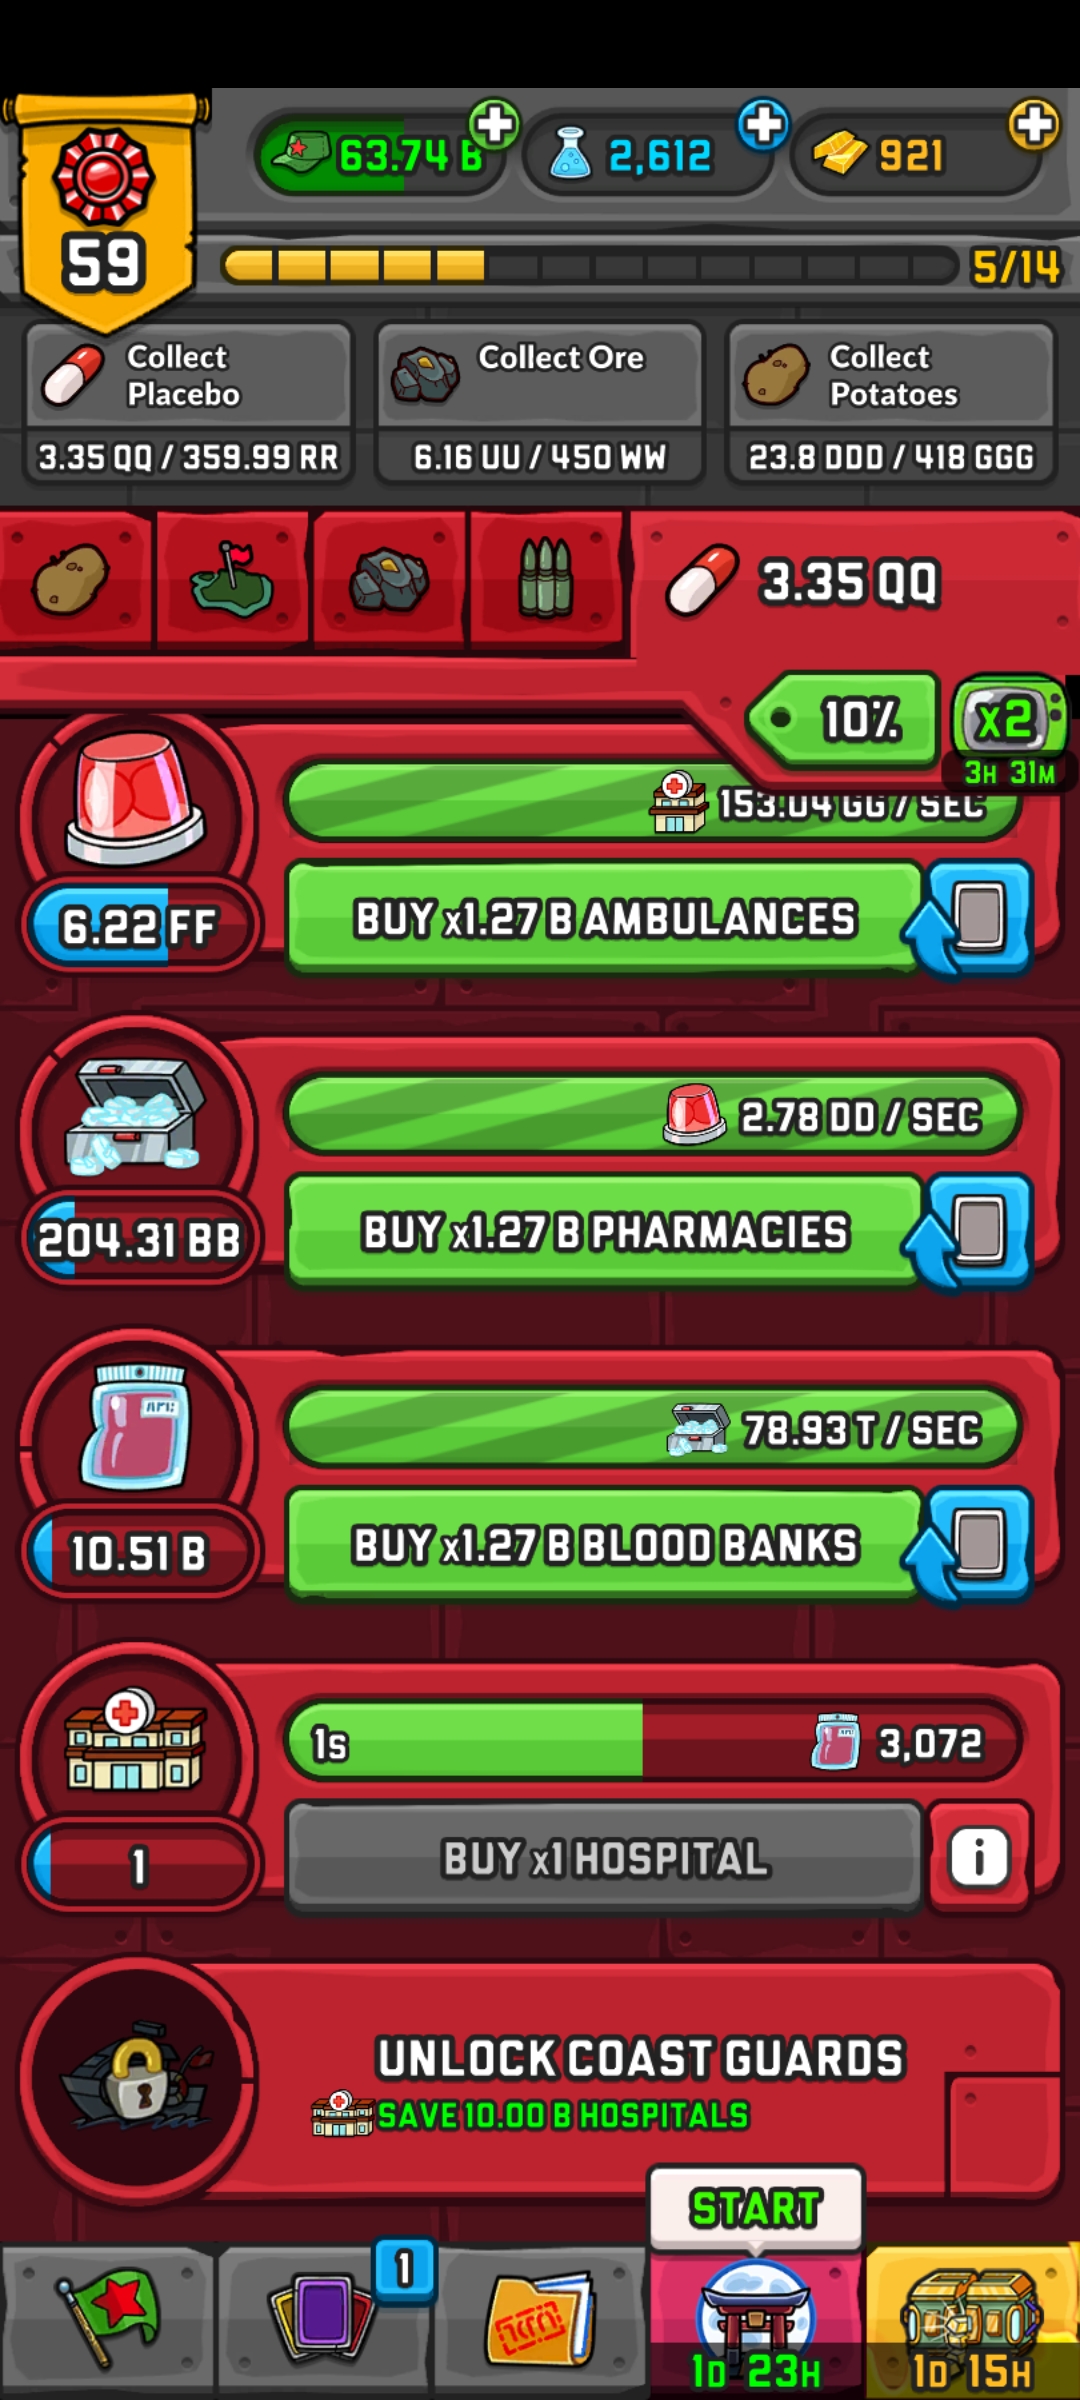 63.74 B
2,612
921
59
5/14
Collect
Placebo
3.35 QQ / 359.99 RR
Collect Ore
6.16 UU / 450 WW
Collect
Potatoes
23.8 DDD / 418 GGG
3.35 QQ
10%
x2
3H 31M
153.04 GG / SEC
6.22 FF
BUY x1.27 B AMBULANCES
2.78 DD / SEC
204.31 BB
BUY x1.27 B PHARMACIES
78.93 T / SEC
10.51 B
BUY x1.27 B BLOOD BANKS
1s
3,072
1
BUY x1 HOSPITAL
i
UNLOCK COAST GUARDS
SAVE 10.00 B HOSPITALS
START
1
1D 23H
1D 15H